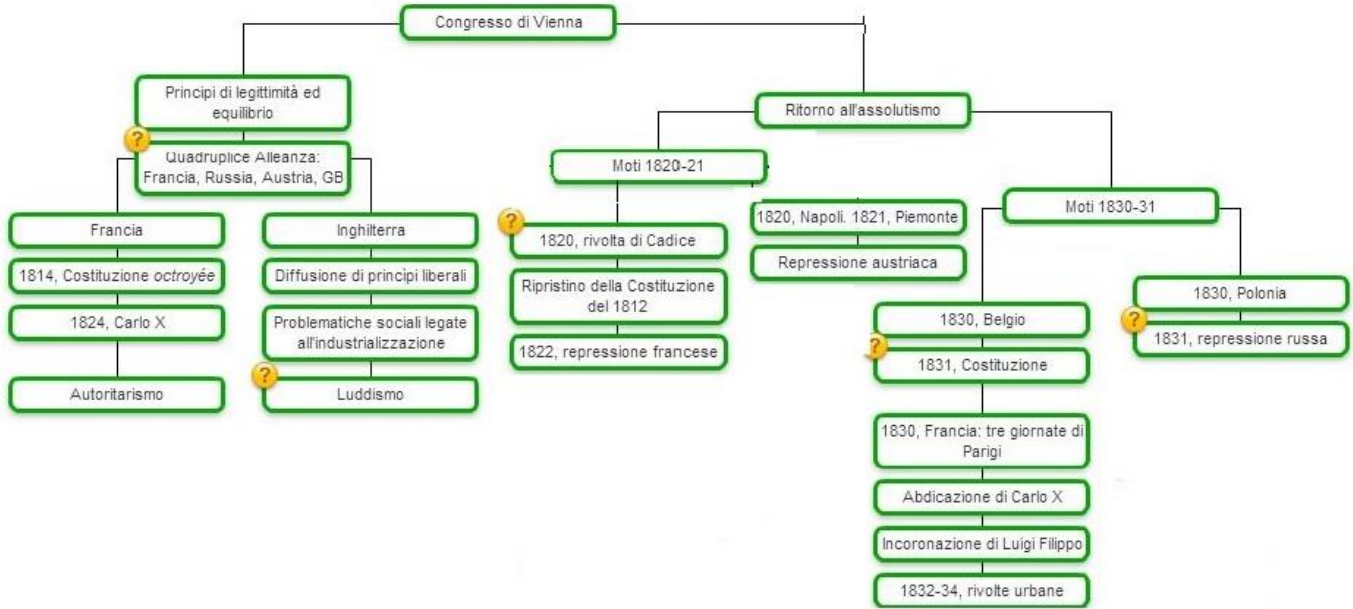 Congresso di Vienna
Principi di legittimità ed
equilibrio
?
Quadruplice Alleanza:
Francia, Russia, Austria, GB
Francia
1814, Costituzione octroyée
1824, Carlo X
Autoritarismo
Inghilterra
Diffusione di principi liberali
Problematiche sociali legate
all'industrializzazione
?
Luddismo
Ritorno all'assolutismo
Moti 1820-21
?
1820, rivolta di Cadice
Ripristino della Costituzione
del 1812
1822, repressione francese
1820, Napoli. 1821, Piemonte
Repressione austriaca
Moti 1830-31
1830, Belgio
?
1831, Costituzione
1830, Francia: tre giornate di
Parigi
Abdicazione di Carlo X
Incoronazione di Luigi Filippo
1832-34, rivolte urbane
1830, Polonia
?
1831, repressione russa